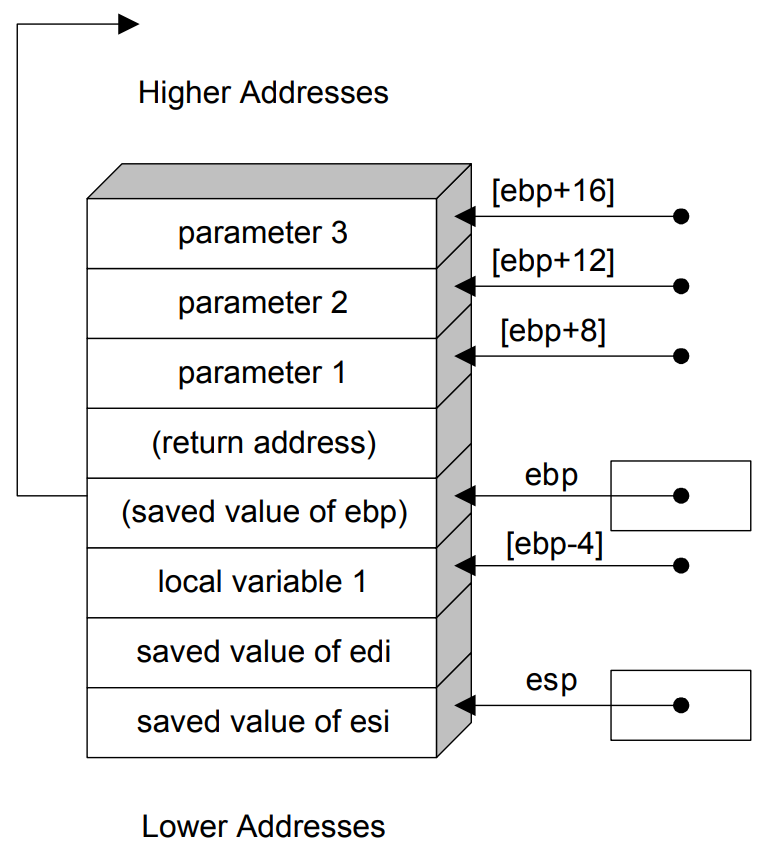 Higher Addresses
[ebp+16]
parameter 3
[ebp+12]
parameter 2
[ebp+8]
parameter 1
(return address)
ebp
(saved value of ebp)
[ebp-4]
local variable 1
saved value of edi
esp
saved value of esi
Lower Addresses